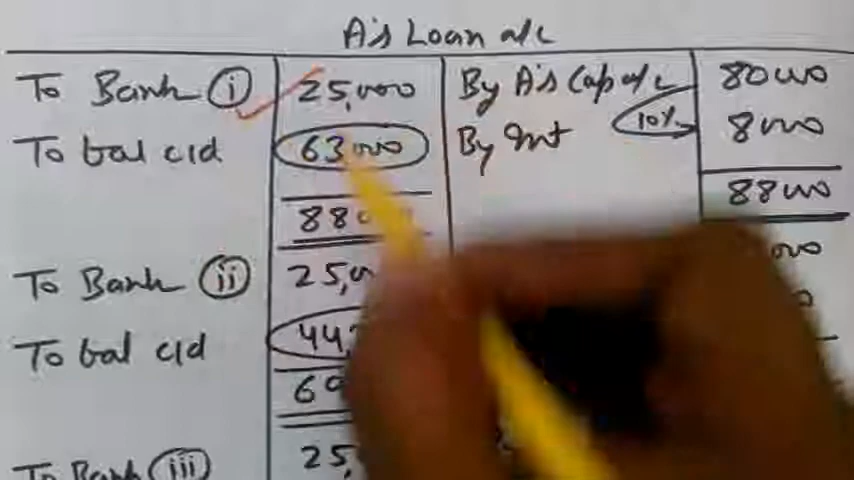 A's Loan a/c
To Bank (i) 25,000 By A's Cap a/c 80000
To bal c/d 63000 By Int 10% 8000
88000
To Bank (ii) 25,0
To bal c/d 44,
To Bank (iii) 25,